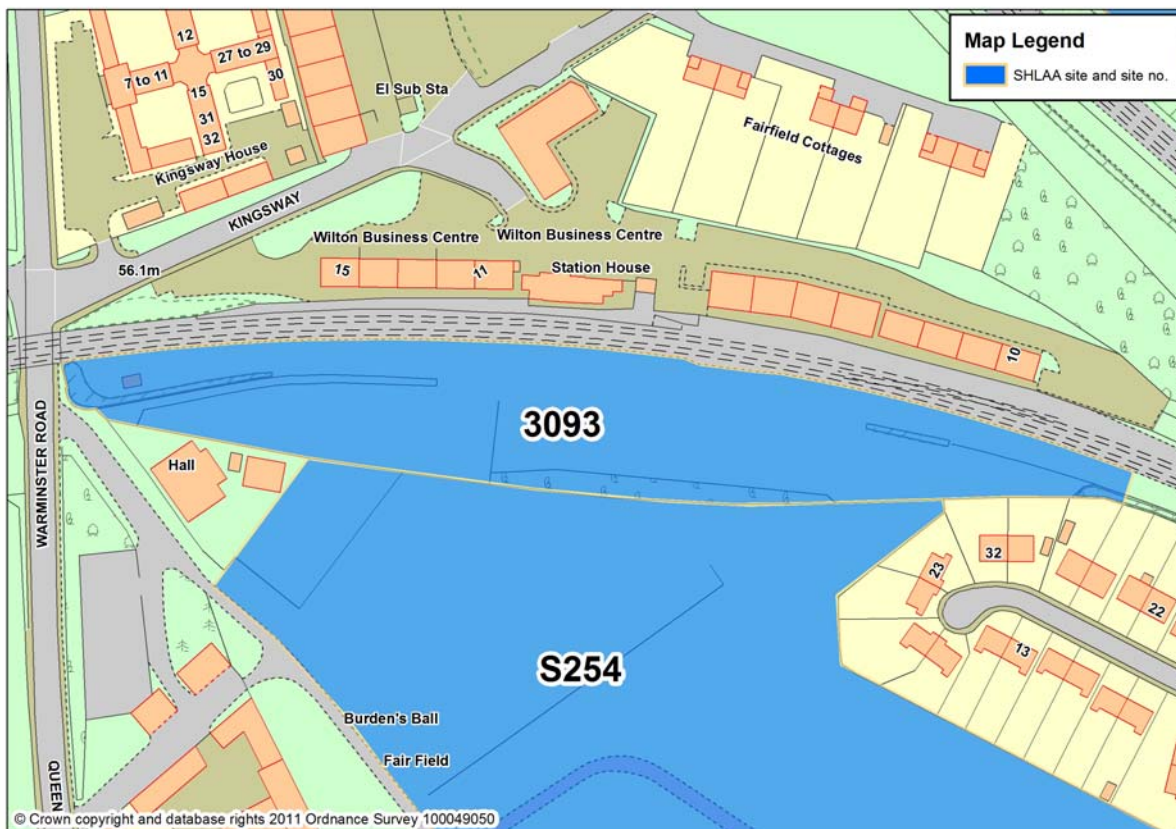 Map Legend
SHLAA site and site no.
12
27 to 29
7 to 11
30
15
31
32
El Sub Sta
Kingsway House
Fairfield Cottages
KINGSWAY
Wilton Business Centre
Wilton Business Centre
56.1m
15
11
Station House
10
3093
WARMINSTER ROAD
Hall
32
23
22
13
S254
Burden's Ball
Fair Field
QUEEN
© Crown copyright and database rights 2011 Ordnance Survey 100049050